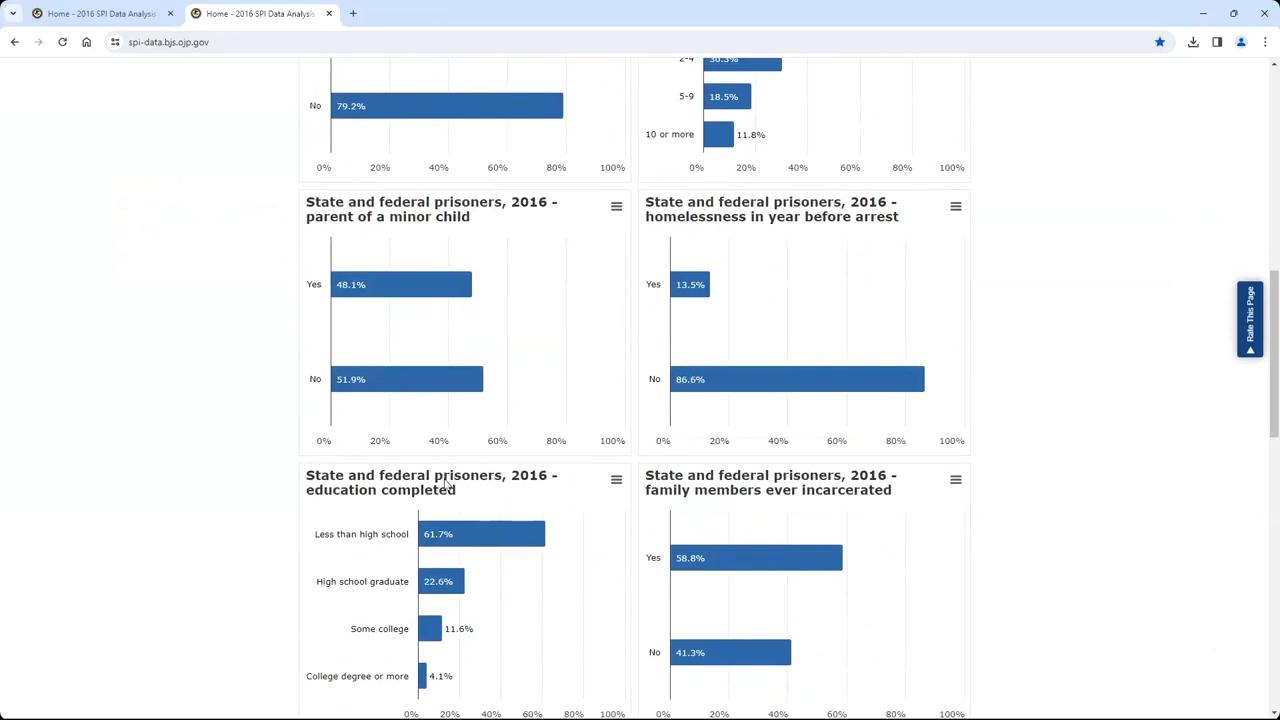 Home - 2016 SPI Data Analysis
Home - 2016 SPI Data Analysis
spi-data.bjs.ojp.gov
No
79.2%
0% 20% 40% 60% 80% 100%
2-4
30.3%
5-9
18.5%
10 or more
11.8%
0% 20% 40% 60% 80% 100%
State and federal prisoners, 2016 -
parent of a minor child
Yes
48.1%
No
51.9%
0% 20% 40% 60% 80% 100%
State and federal prisoners, 2016 -
homelessness in year before arrest
Yes
13.5%
No
86.6%
0% 20% 40% 60% 80% 100%
Rate This Page
State and federal prisoners, 2016 -
education completed
Less than high school
61.7%
High school graduate
22.6%
Some college
11.6%
College degree or more
4.1%
0% 20% 40% 60% 80% 100%
State and federal prisoners, 2016 -
family members ever incarcerated
Yes
58.8%
No
41.3%
0% 20% 40% 60% 80% 100%